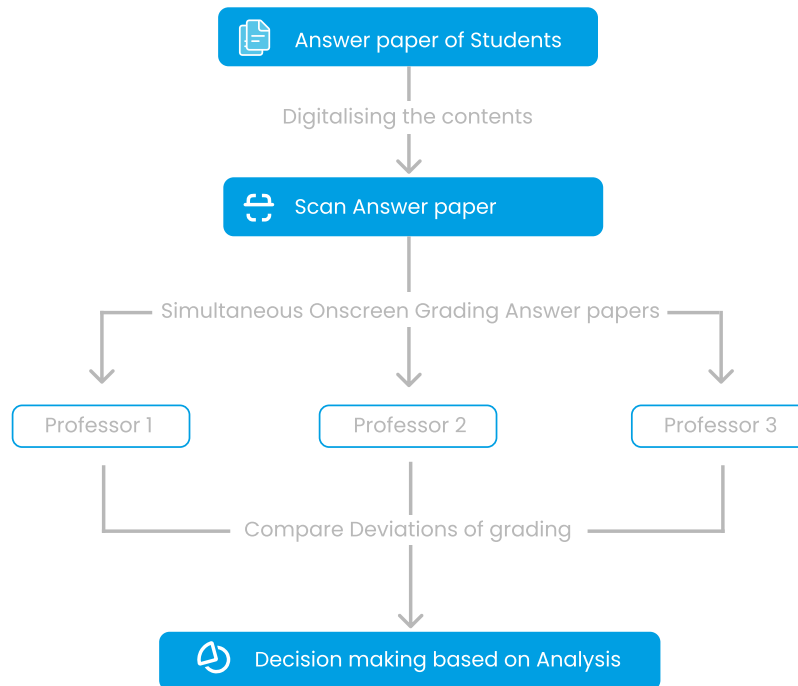 Answer paper of Students
Digitalising the contents
Scan Answer paper
Simultaneous Onscreen Grading Answer papers
Professor 1
Professor 2
Professor 3
Compare Deviations of grading
Decision making based on Analysis